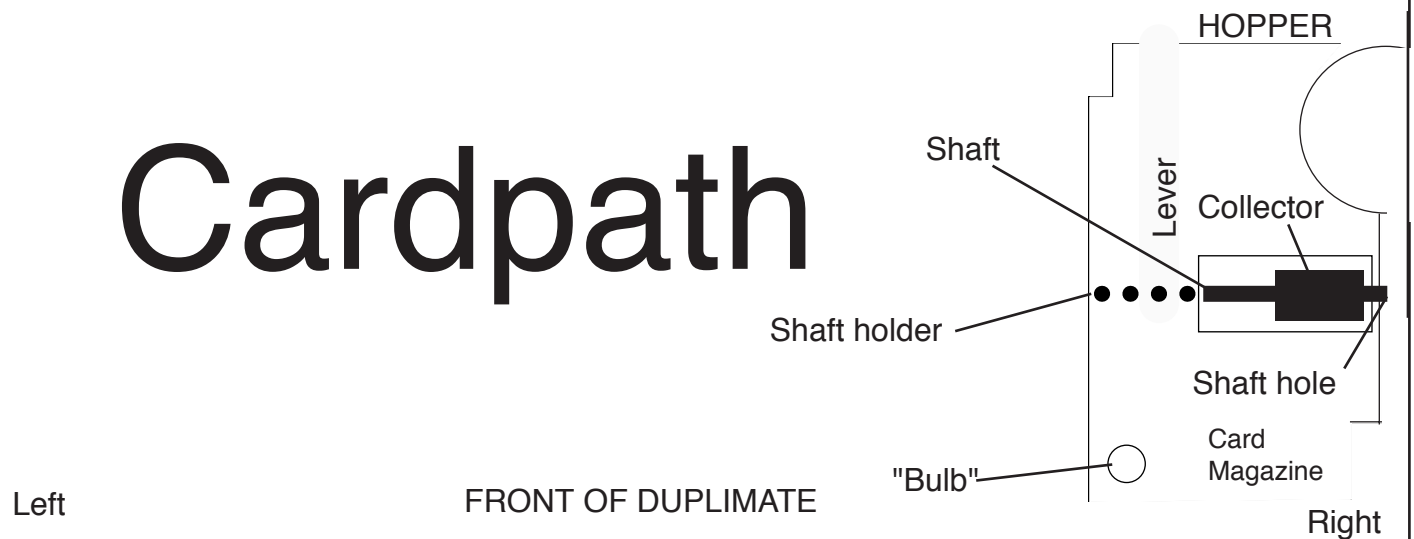 HOPPER
Cardpath
Shaft
Lever
Collector
Shaft holder
Shaft hole
Card
Magazine
"Bulb"
Left
FRONT OF DUPLIMATE
Right